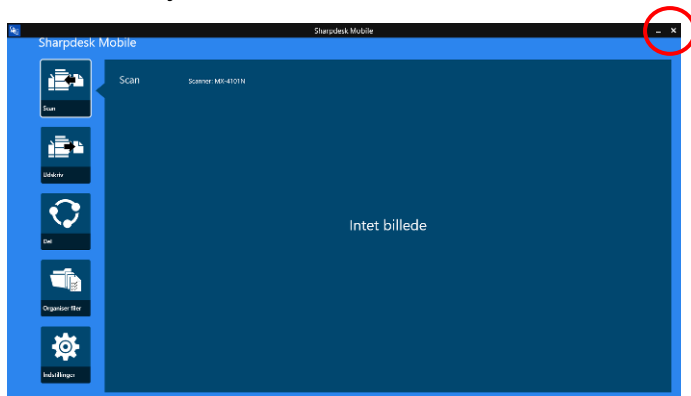 Sharpdesk Mobile
Sharpdesk Mobile
Scan
Scanner: MX-4101N
Scan
Udskriv
Intet billede
Del
Organiser filer
Indstillinger